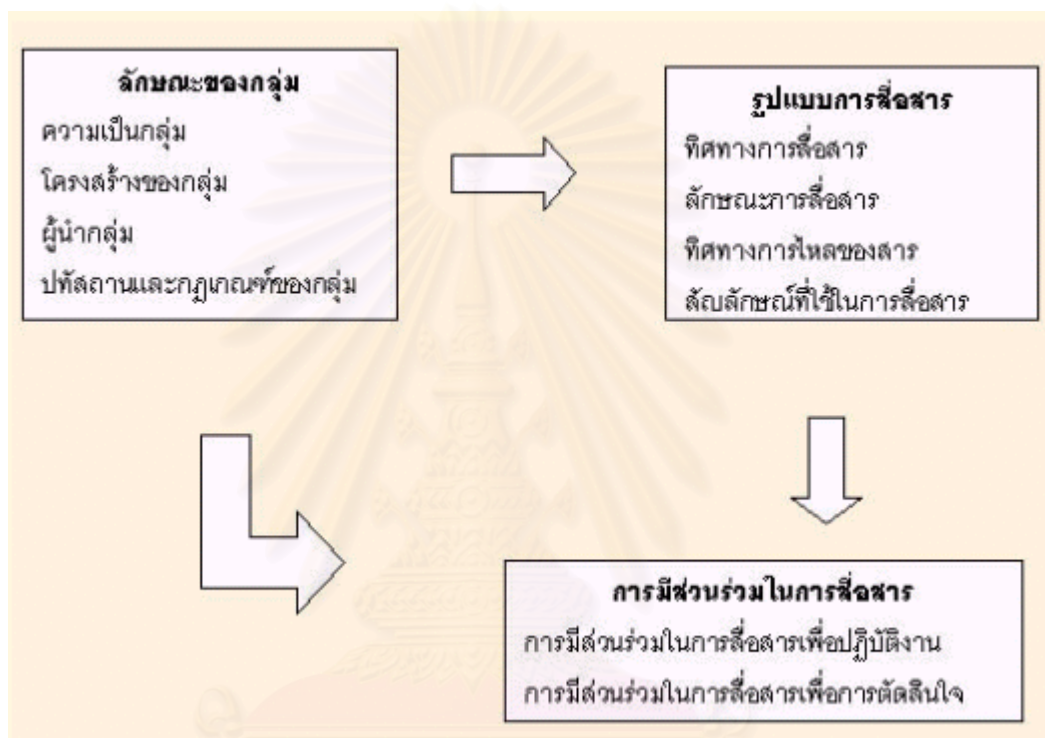 ลักษณะของกลุ่ม
ความเป็นกลุ่ม
โครงสร้างของกลุ่ม
ผู้นำกลุ่ม
ปทัสถานและกฎเกณฑ์ของกลุ่ม
รูปแบบการสื่อสาร
ทิศทางการสื่อสาร
ลักษณะการสื่อสาร
ทิศทางการไหลของสาร
สัญลักษณ์ที่ใช้ในการสื่อสาร
การมีส่วนร่วมในการสื่อสาร
การมีส่วนร่วมในการสื่อสารเพื่อปฏิบัติงาน
การมีส่วนร่วมในการสื่อสารเพื่อการตัดสินใจ